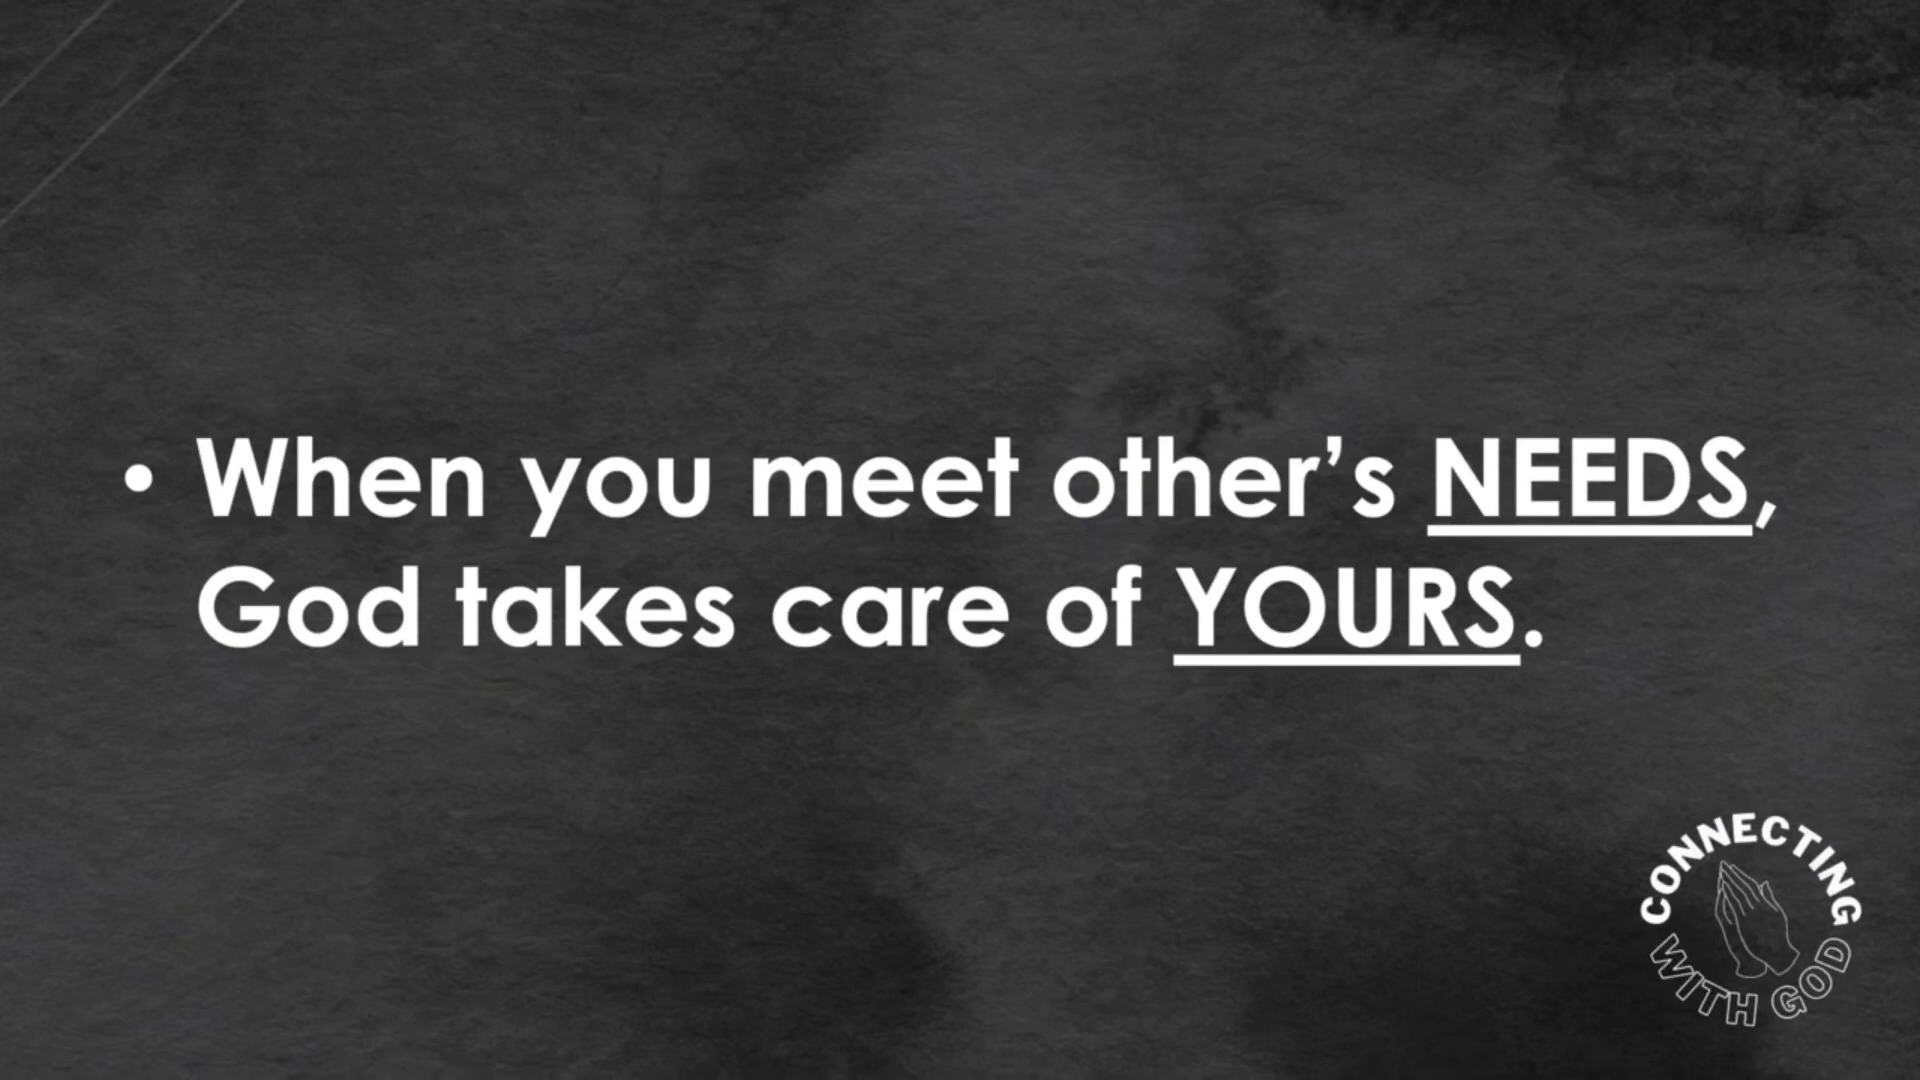 • When you meet other’s NEEDS,
God takes care of YOURS.
CONNECTING
WITH GOD